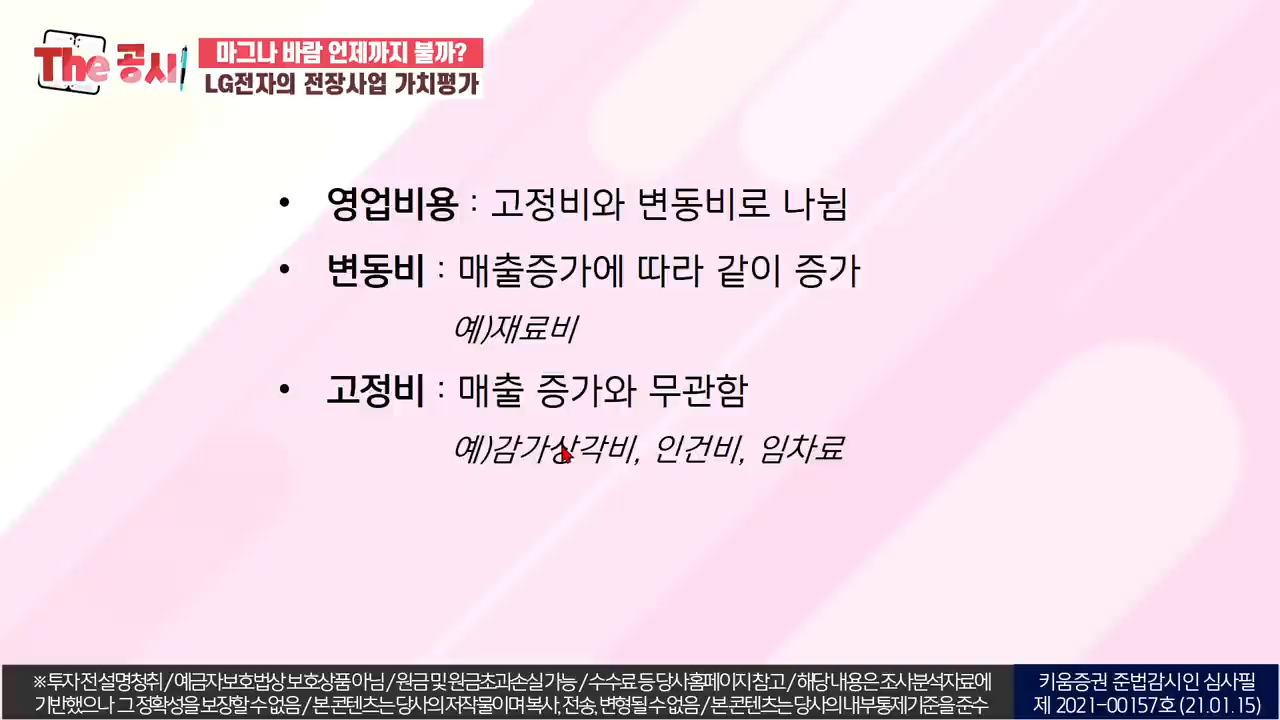 The 공시
마그나 바람 언제까지 불까?
LG전자의 전장사업 가치평가
• 영업비용 : 고정비와 변동비로 나뉨
• 변동비 : 매출증가에 따라 같이 증가
예)재료비
• 고정비 : 매출 증가와 무관함
예)감가상각비, 인건비, 임차료
※투자 전 설명청취 / 예금자보호법상 보호상품 아님 / 원금 및 원금초과손실 가능 / 수수료 등 당사홈페이지 참고 / 해당 내용은 조사분석자료에
기반했으나 그 정확성을 보장할 수 없음 / 본 콘텐츠는 당사의 저작물이며 복사, 전송, 변형될 수 없음 / 본 콘텐츠는 당사의 내부통제기준을 준수
키움증권 준법감시인 심사필
제 2021-00157호 (21.01.15)